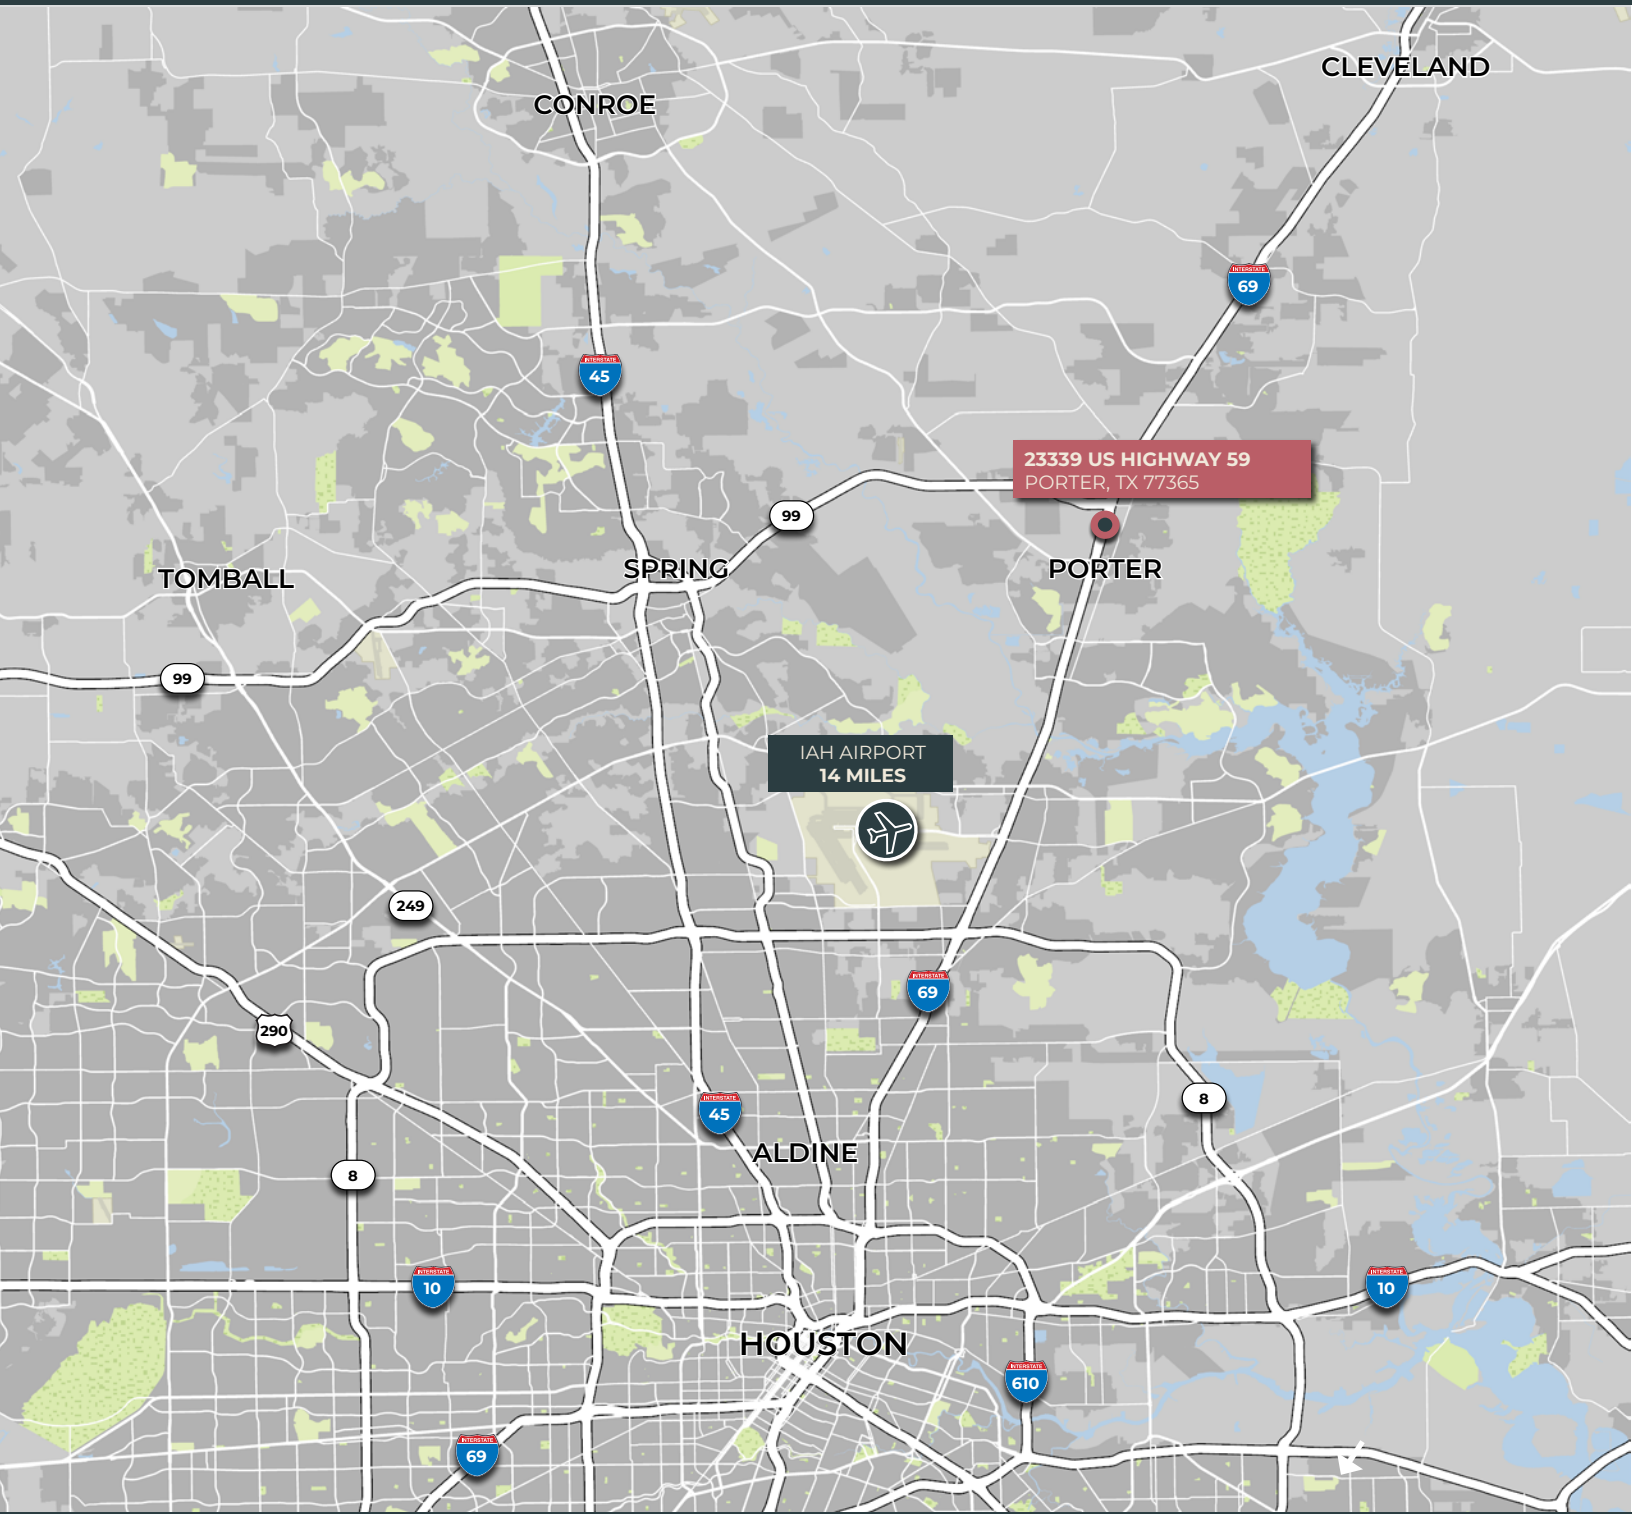 CLEVELAND
CONROE
INTERSTATE
69
INTERSTATE
45
23339 US HIGHWAY 59
PORTER, TX 77365
99
SPRING
PORTER
TOMBALL
99
IAH AIRPORT
14 MILES
249
INTERSTATE
69
290
INTERSTATE
45
8
ALDINE
8
INTERSTATE
10
INTERSTATE
10
HOUSTON
INTERSTATE
610
INTERSTATE
69